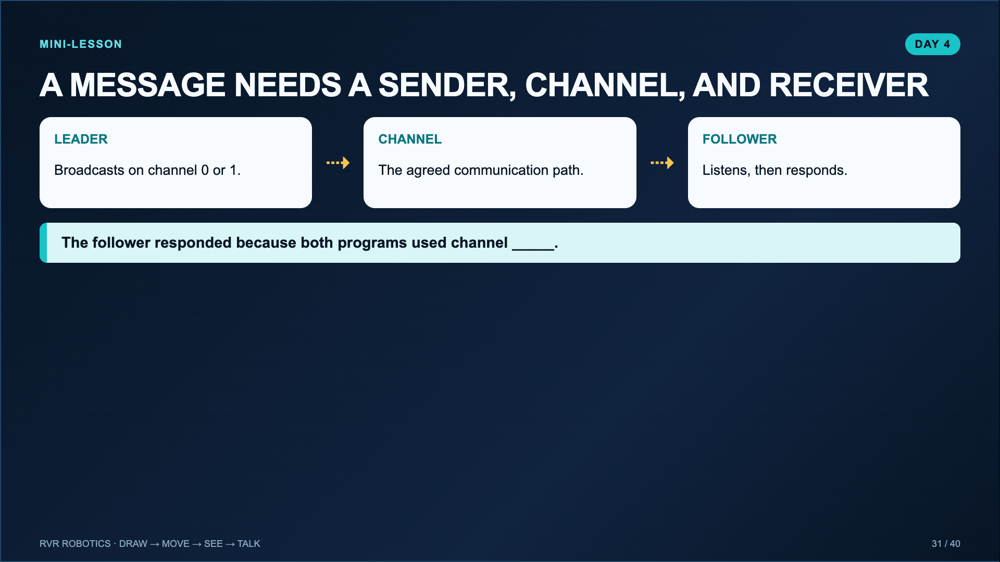 MINI-LESSON
DAY 4
A MESSAGE NEEDS A SENDER, CHANNEL, AND RECEIVER
LEADER
Broadcasts on channel 0 or 1.
CHANNEL
The agreed communication path.
FOLLOWER
Listens, then responds.
The follower responded because both programs used channel _____.
RVR ROBOTICS · DRAW → MOVE → SEE → TALK
31 / 40